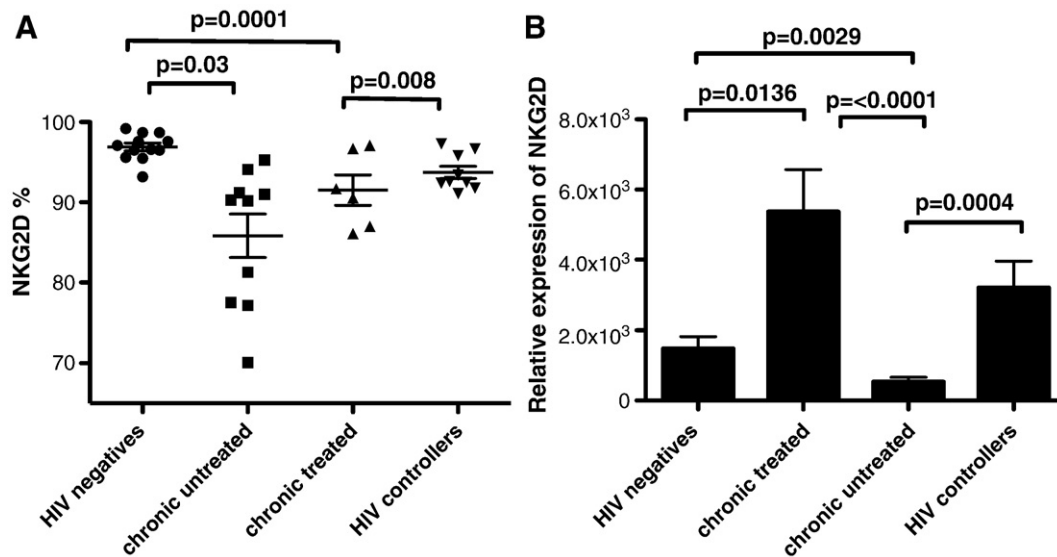 A
p=0.0001
p=0.03
p=0.008
NKG2D %
100
90
80
70
HIV negatives
chronic untreated
chronic treated
HIV controllers
B
p=0.0029
p=0.0136
p=<0.0001
p=0.0004
Relative expression of NKG2D
8.0x10³
6.0x10³
4.0x10³
2.0x10³
0
HIV negatives
chronic treated
chronic untreated
HIV controllers